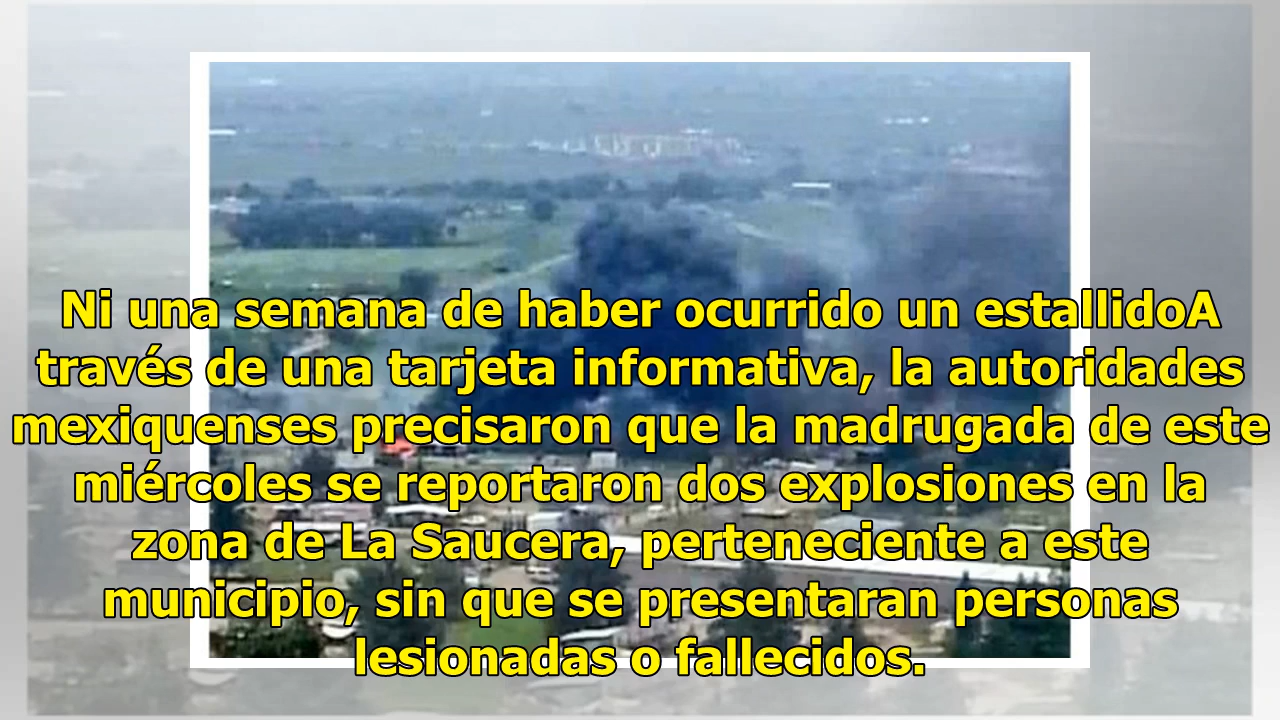 Ni una semana de haber ocurrido un estallidoA
través de una tarjeta informativa, la autoridades
mexiquenses precisaron que la madrugada de este
miércoles se reportaron dos explosiones en la
zona de La Saucera, perteneciente a este
municipio, sin que se presentaran personas
lesionadas o fallecidos.